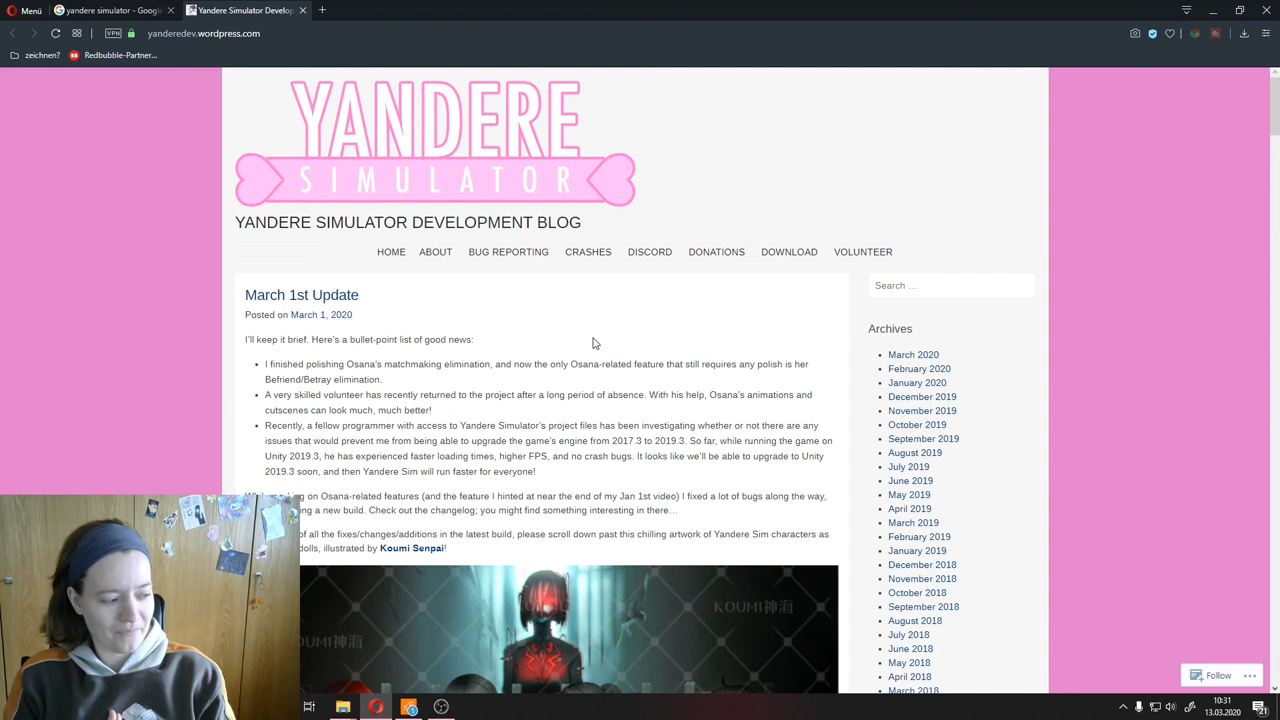 Menü
yandere simulator - Googl
Yandere Simulator Develop
VPN
yanderedev.wordpress.com
zeichnen?
Redbubble-Partner...
YANDERE
SIMULATOR
YANDERE SIMULATOR DEVELOPMENT BLOG
HOME ABOUT BUG REPORTING CRASHES DISCORD DONATIONS DOWNLOAD VOLUNTEER
March 1st Update
Posted on March 1, 2020
I'll keep it brief. Here's a bullet-point list of good news:
I finished polishing Osana's matchmaking elimination, and now the only Osana-related feature that still requires any polish is her
Befriend/Betray elimination.
A very skilled volunteer has recently returned to the project after a long period of absence. With his help, Osana's animations and
cutscenes can look much, much better!
Recently, a fellow programmer with access to Yandere Simulator's project files has been investigating whether or not there are any
issues that would prevent me from being able to upgrade the game's engine from 2017.3 to 2019.3. So far, while running the game on
Unity 2019.3, he has experienced faster loading times, higher FPS, and no crash bugs. It looks like we'll be able to upgrade to Unity
2019.3 soon, and then Yandere Sim will run faster for everyone!
on Osana-related features (and the feature I hinted at near the end of my Jan 1st video) I fixed a lot of bugs along the way,
a new build. Check out the changelog; you might find something interesting in there…
of all the fixes/changes/additions in the latest build, please scroll down past this chilling artwork of Yandere Sim characters as
dolls, illustrated by Koumi Senpai!
KOUMI神海
OUMI神海
Search …
Archives
March 2020
February 2020
January 2020
December 2019
November 2019
October 2019
September 2019
August 2019
July 2019
June 2019
May 2019
April 2019
March 2019
February 2019
January 2019
December 2018
November 2018
October 2018
September 2018
August 2018
July 2018
June 2018
May 2018
April 2018
March 2018
Follow
10:31
13.03.2020
21